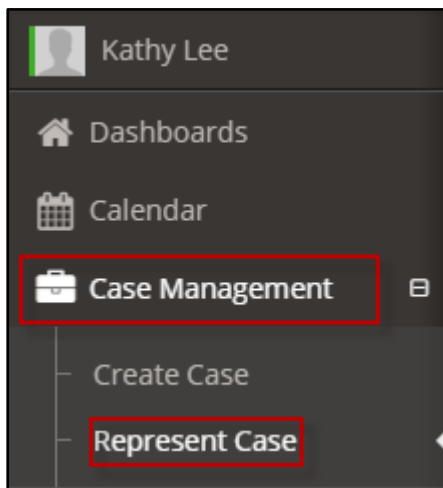 Kathy Lee
Dashboards
Calendar
Case Management
Create Case
Represent Case